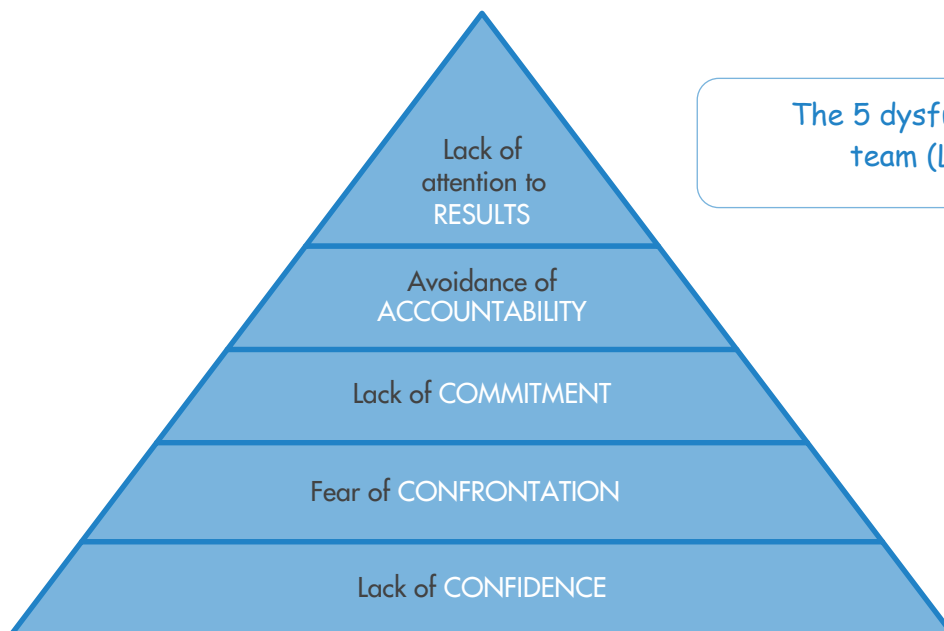 The 5 dysf
team (L
Lack of
attention to
RESULTS
Avoidance of
ACCOUNTABILITY
Lack of COMMITMENT
Fear of CONFRONTATION
Lack of CONFIDENCE